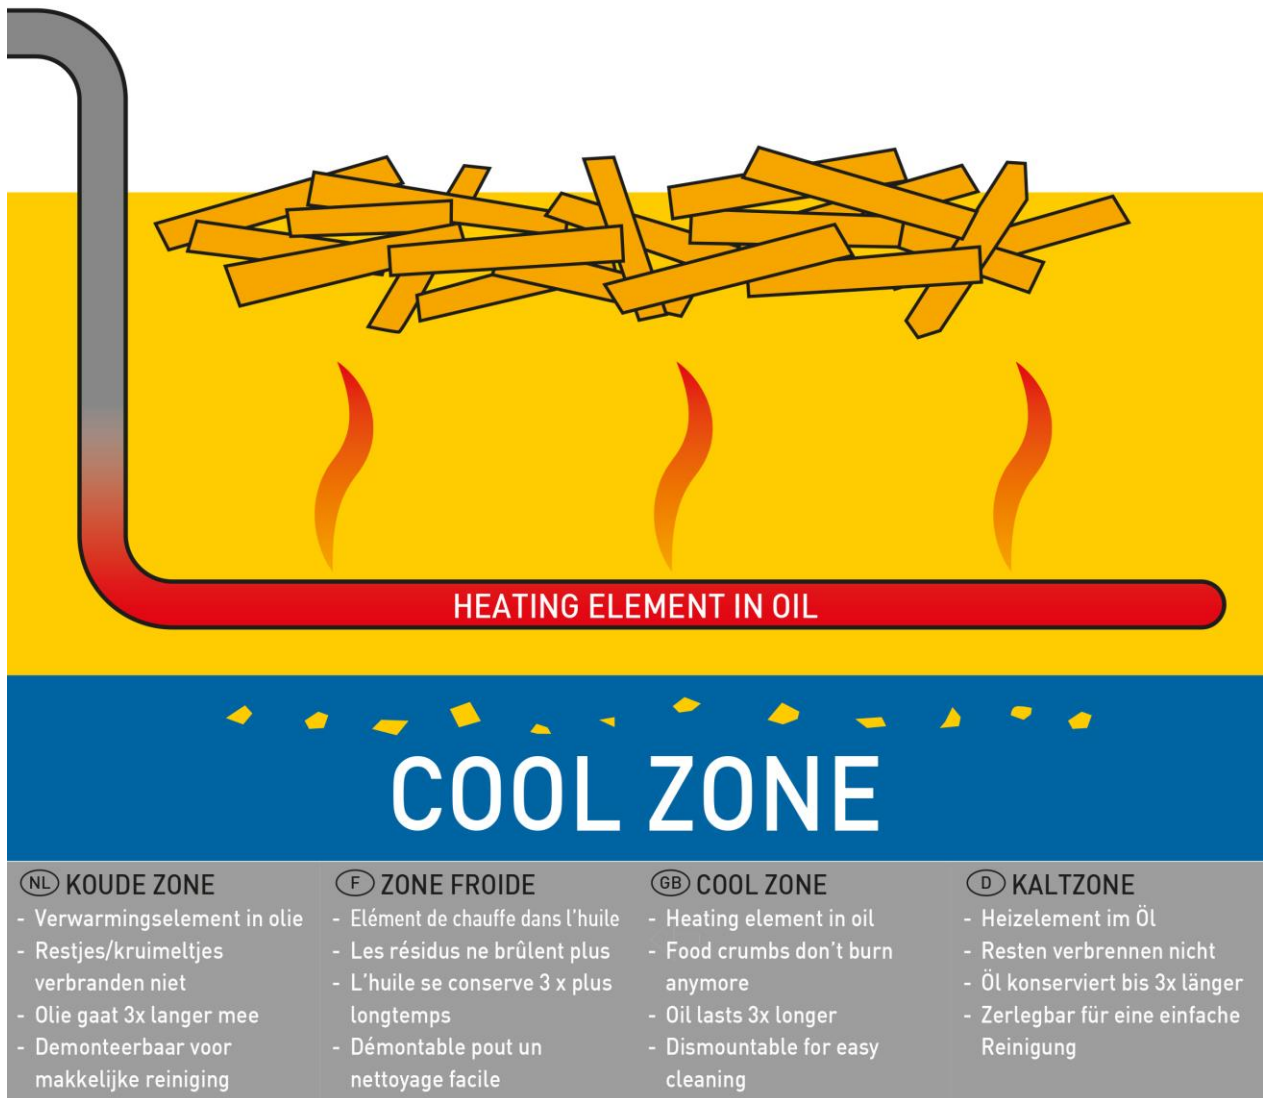 HEATING ELEMENT IN OIL
COOL ZONE
NL KOUDE ZONE
- Verwarmingselement in olie
- Restjes/kruimeltjes
verbranden niet
- Olie gaat 3x langer mee
- Demonteerbaar voor
makkelijke reiniging
F ZONE FROIDE
- Elément de chauffe dans l'huile
- Les résidus ne brûlent plus
- L'huile se conserve 3 x plus
longtemps
- Démontable pout un
nettoyage facile
GB COOL ZONE
- Heating element in oil
- Food crumbs don't burn
anymore
- Oil lasts 3x longer
- Dismountable for easy
cleaning
D KALTZONE
- Heizelement im Öl
- Resten verbrennen nicht
- Öl konserviert bis 3x länger
- Zerlegbar für eine einfache
Reinigung